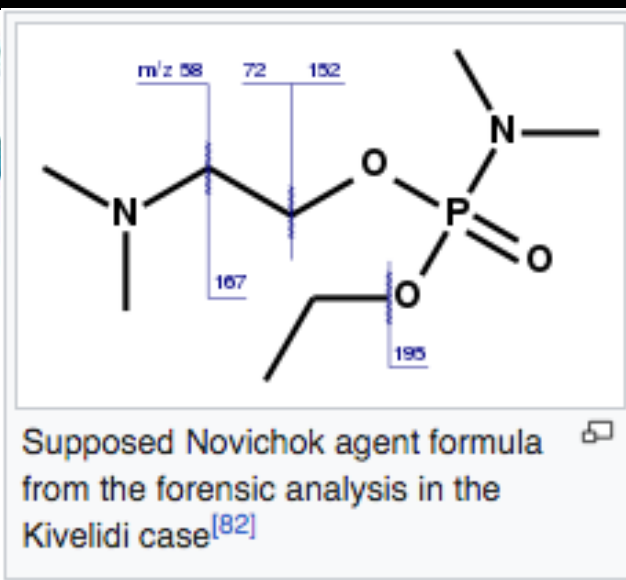 m/z 58 72 152
N
O
P
N
O
O
167
195
Supposed Novichok agent formula
from the forensic analysis in the
Kivelidi case[82]